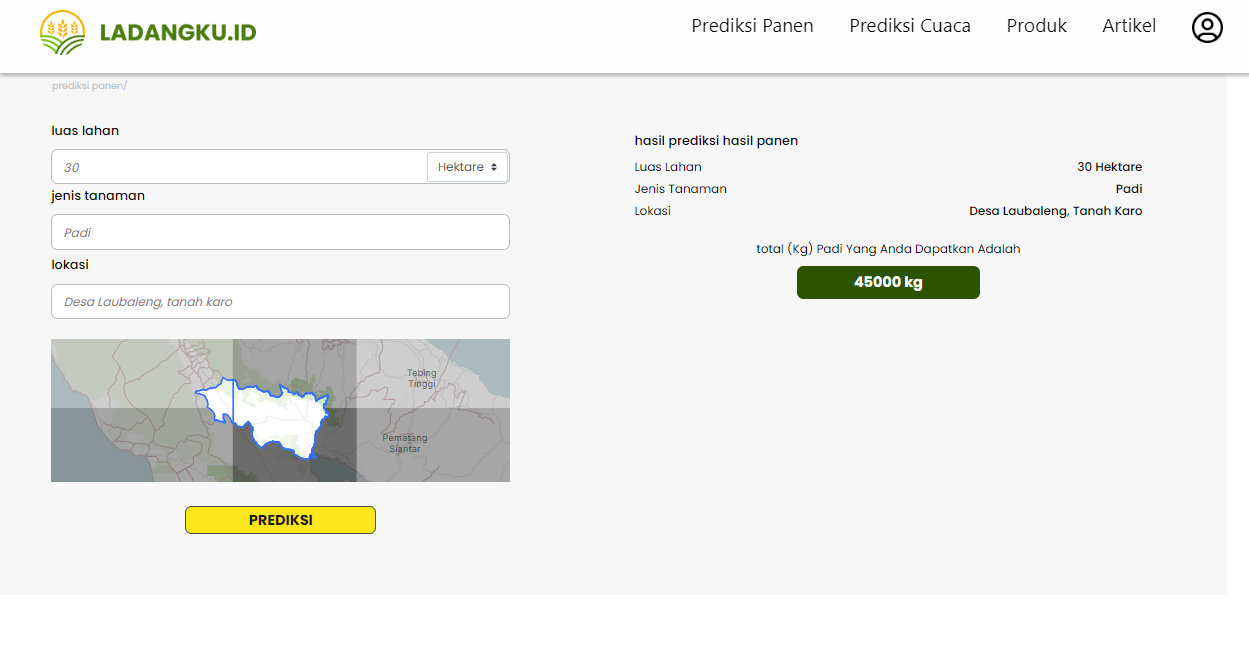 LADANGKU.ID
Prediksi Panen Prediksi Cuaca Produk Artikel
prediksi panen/
luas lahan
30 Hektare
jenis tanaman
Padi
lokasi
Desa Laubaleng, tanah karo
Tebing
Tinggi
Pematang
Siantar
PREDIKSI
hasil prediksi hasil panen
Luas Lahan 30 Hektare
Jenis Tanaman Padi
Lokasi Desa Laubaleng, Tanah Karo
total (Kg) Padi Yang Anda Dapatkan Adalah
45000 kg